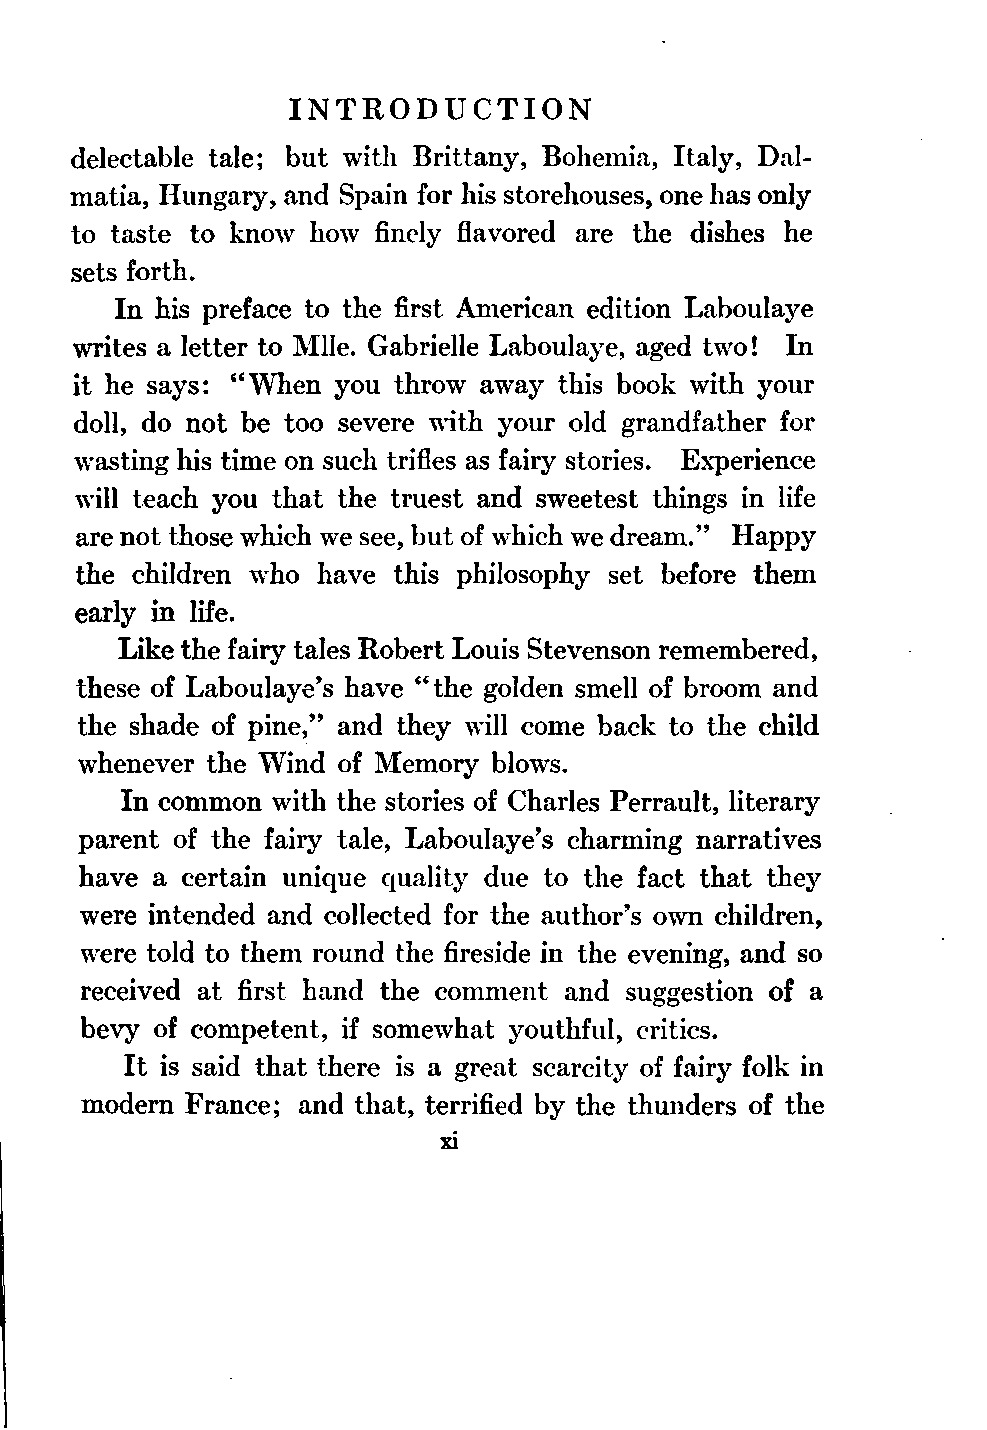 INTRODUCTION
delectable tale; but with Brittany, Bohemia, Italy, Dal-
matia, Hungary, and Spain for his storehouses, one has only
to taste to know how finely flavored are the dishes he
sets forth.
In his preface to the first American edition Laboulaye
writes a letter to Mlle. Gabrielle Laboulaye, aged two! In
it he says: “When you throw away this book with your
doll, do not be too severe with your old grandfather for
wasting his time on such trifles as fairy stories. Experience
will teach you that the truest and sweetest things in life
are not those which we see, but of which we dream.” Happy
the children who have this philosophy set before them
early in life.
Like the fairy tales Robert Louis Stevenson remembered,
these of Laboulaye’s have “the golden smell of broom and
the shade of pine,” and they will come back to the child
whenever the Wind of Memory blows.
In common with the stories of Charles Perrault, literary
parent of the fairy tale, Laboulaye’s charming narratives
have a certain unique quality due to the fact that they
were intended and collected for the author’s own children,
were told to them round the fireside in the evening, and so
received at first hand the comment and suggestion of a
bevy of competent, if somewhat youthful, critics.
It is said that there is a great scarcity of fairy folk in
modern France; and that, terrified by the thunders of the
xi